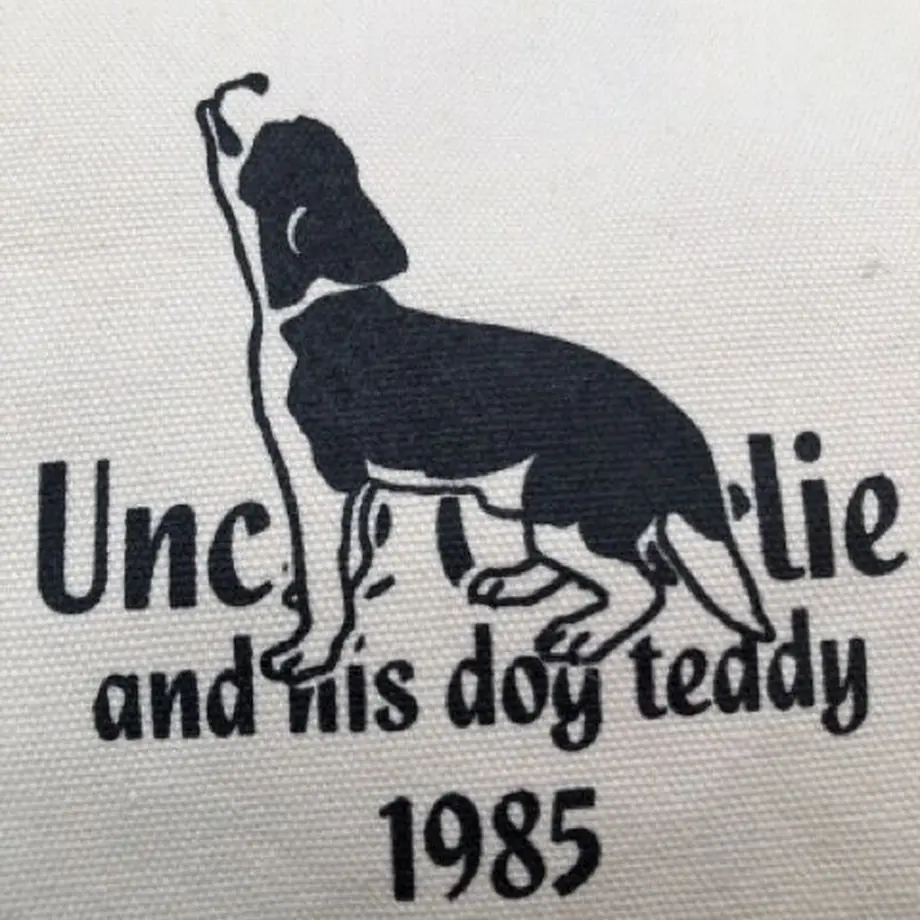 Unc lie
and his dog teddy
1985